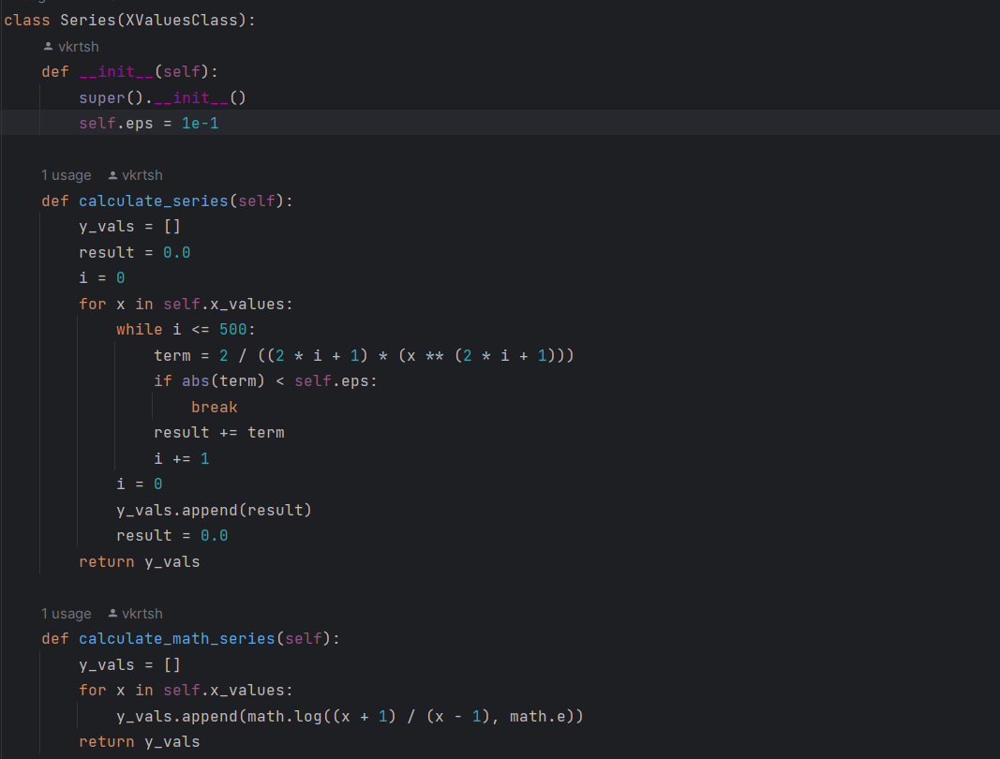 class Series(XValuesClass):
vkrtsh
def __init__(self):
super().__init__()
self.eps = 1e-1
1 usage vkrtsh
def calculate_series(self):
y_vals = []
result = 0.0
i = 0
for x in self.x_values:
while i <= 500:
term = 2 / ((2 * i + 1) * (x ** (2 * i + 1)))
if abs(term) < self.eps:
break
result += term
i += 1
i = 0
y_vals.append(result)
result = 0.0
return y_vals
1 usage vkrtsh
def calculate_math_series(self):
y_vals = []
for x in self.x_values:
y_vals.append(math.log((x + 1) / (x - 1), math.e))
return y_vals